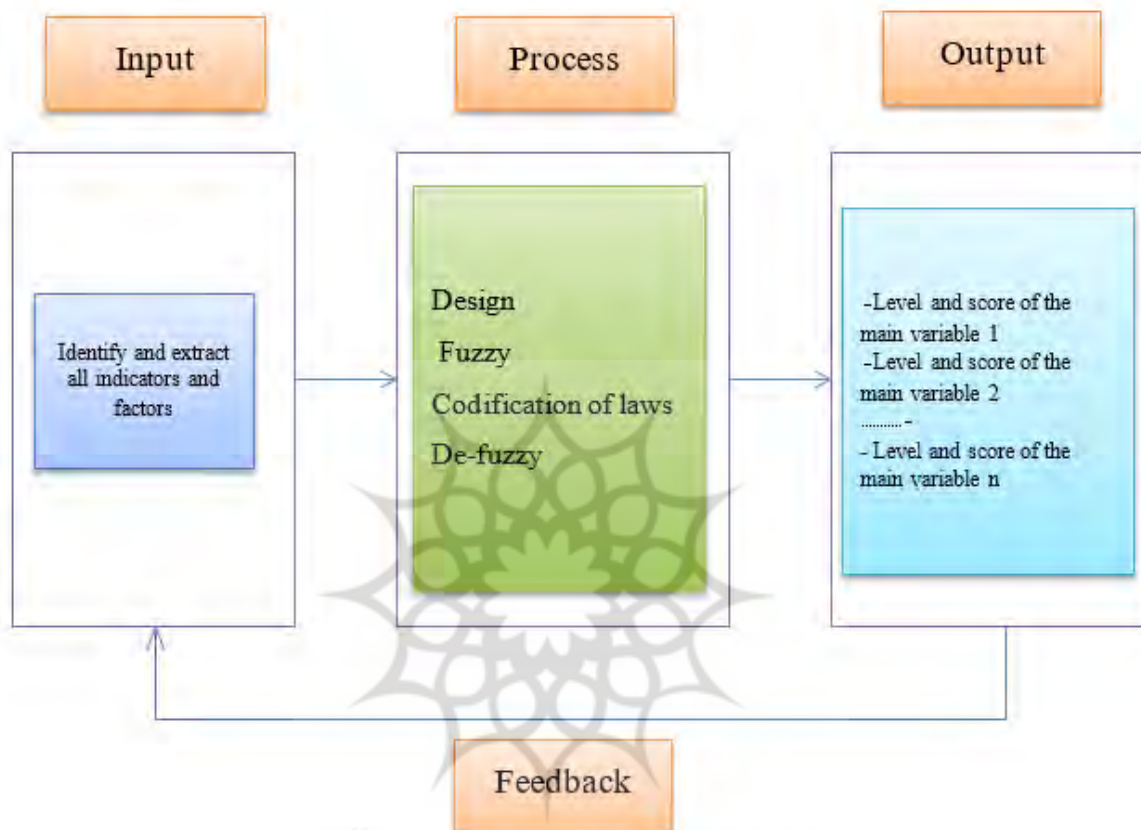 Input
Process
Output
Identify and extract
all indicators and
factors
Design
Fuzzy
Codification of laws
De-fuzzy
-Level and score of the
main variable 1
-Level and score of the
main variable 2
...........-
- Level and score of the
main variable n
Feedback